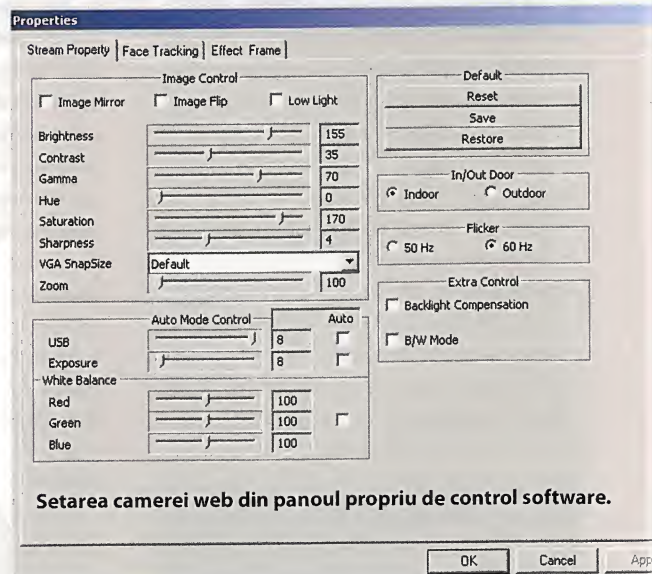 Properties
Stream Property | Face Tracking | Effect Frame
Image Control
Image Mirror Image Flip Low Light
Brightness 155
Contrast 35
Gamma 70
Hue 0
Saturation 170
Sharpness 4
VGA SnapSize Default
Zoom 100
Auto Mode Control Auto
USB 8
Exposure 8
White Balance
Red 100
Green 100
Blue 100
Default
Reset
Save
Restore
In/Out Door
Indoor Outdoor
Flicker
50 Hz 60 Hz
Extra Control
Backlight Compensation
B/W Mode
Setarea camerei web din panoul propriu de control software.
OK Cancel App